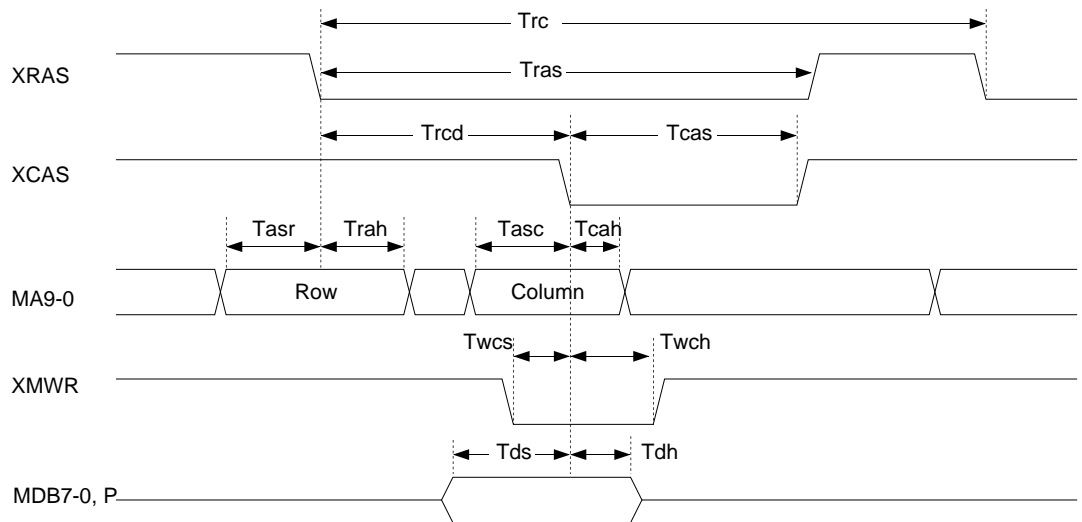 Trc
XRAS
Tras
Trcd
Tcas
XCAS
Tasr
Trah
Tasc
Tcah
MA9-0
Row
Column
Twcs
Twch
XMWR
Tds
Tdh
MDB7-0, P